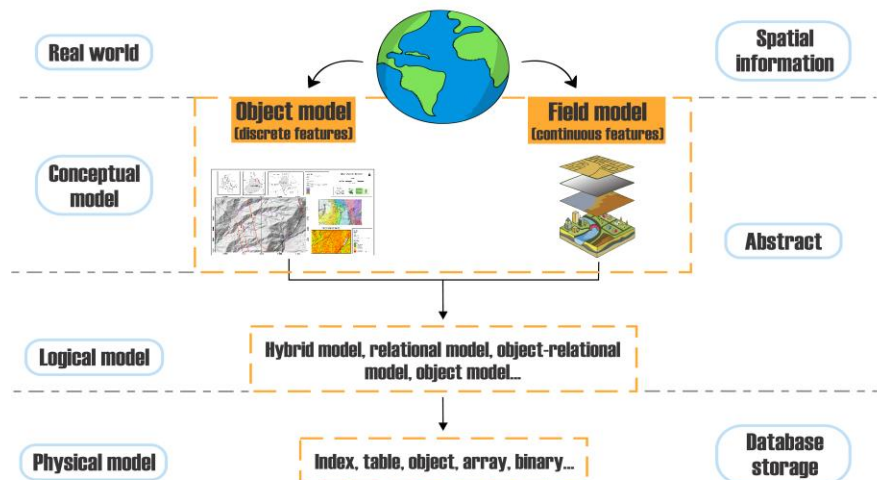 Real world
Spatial
information
Object model
(discrete features)
Field model
(continuous features)
Conceptual
model
Abstract
Logical model
Hybrid model, relational model, object-relational
model, object model...
Physical model
Index, table, object, array, binary...
Database
storage